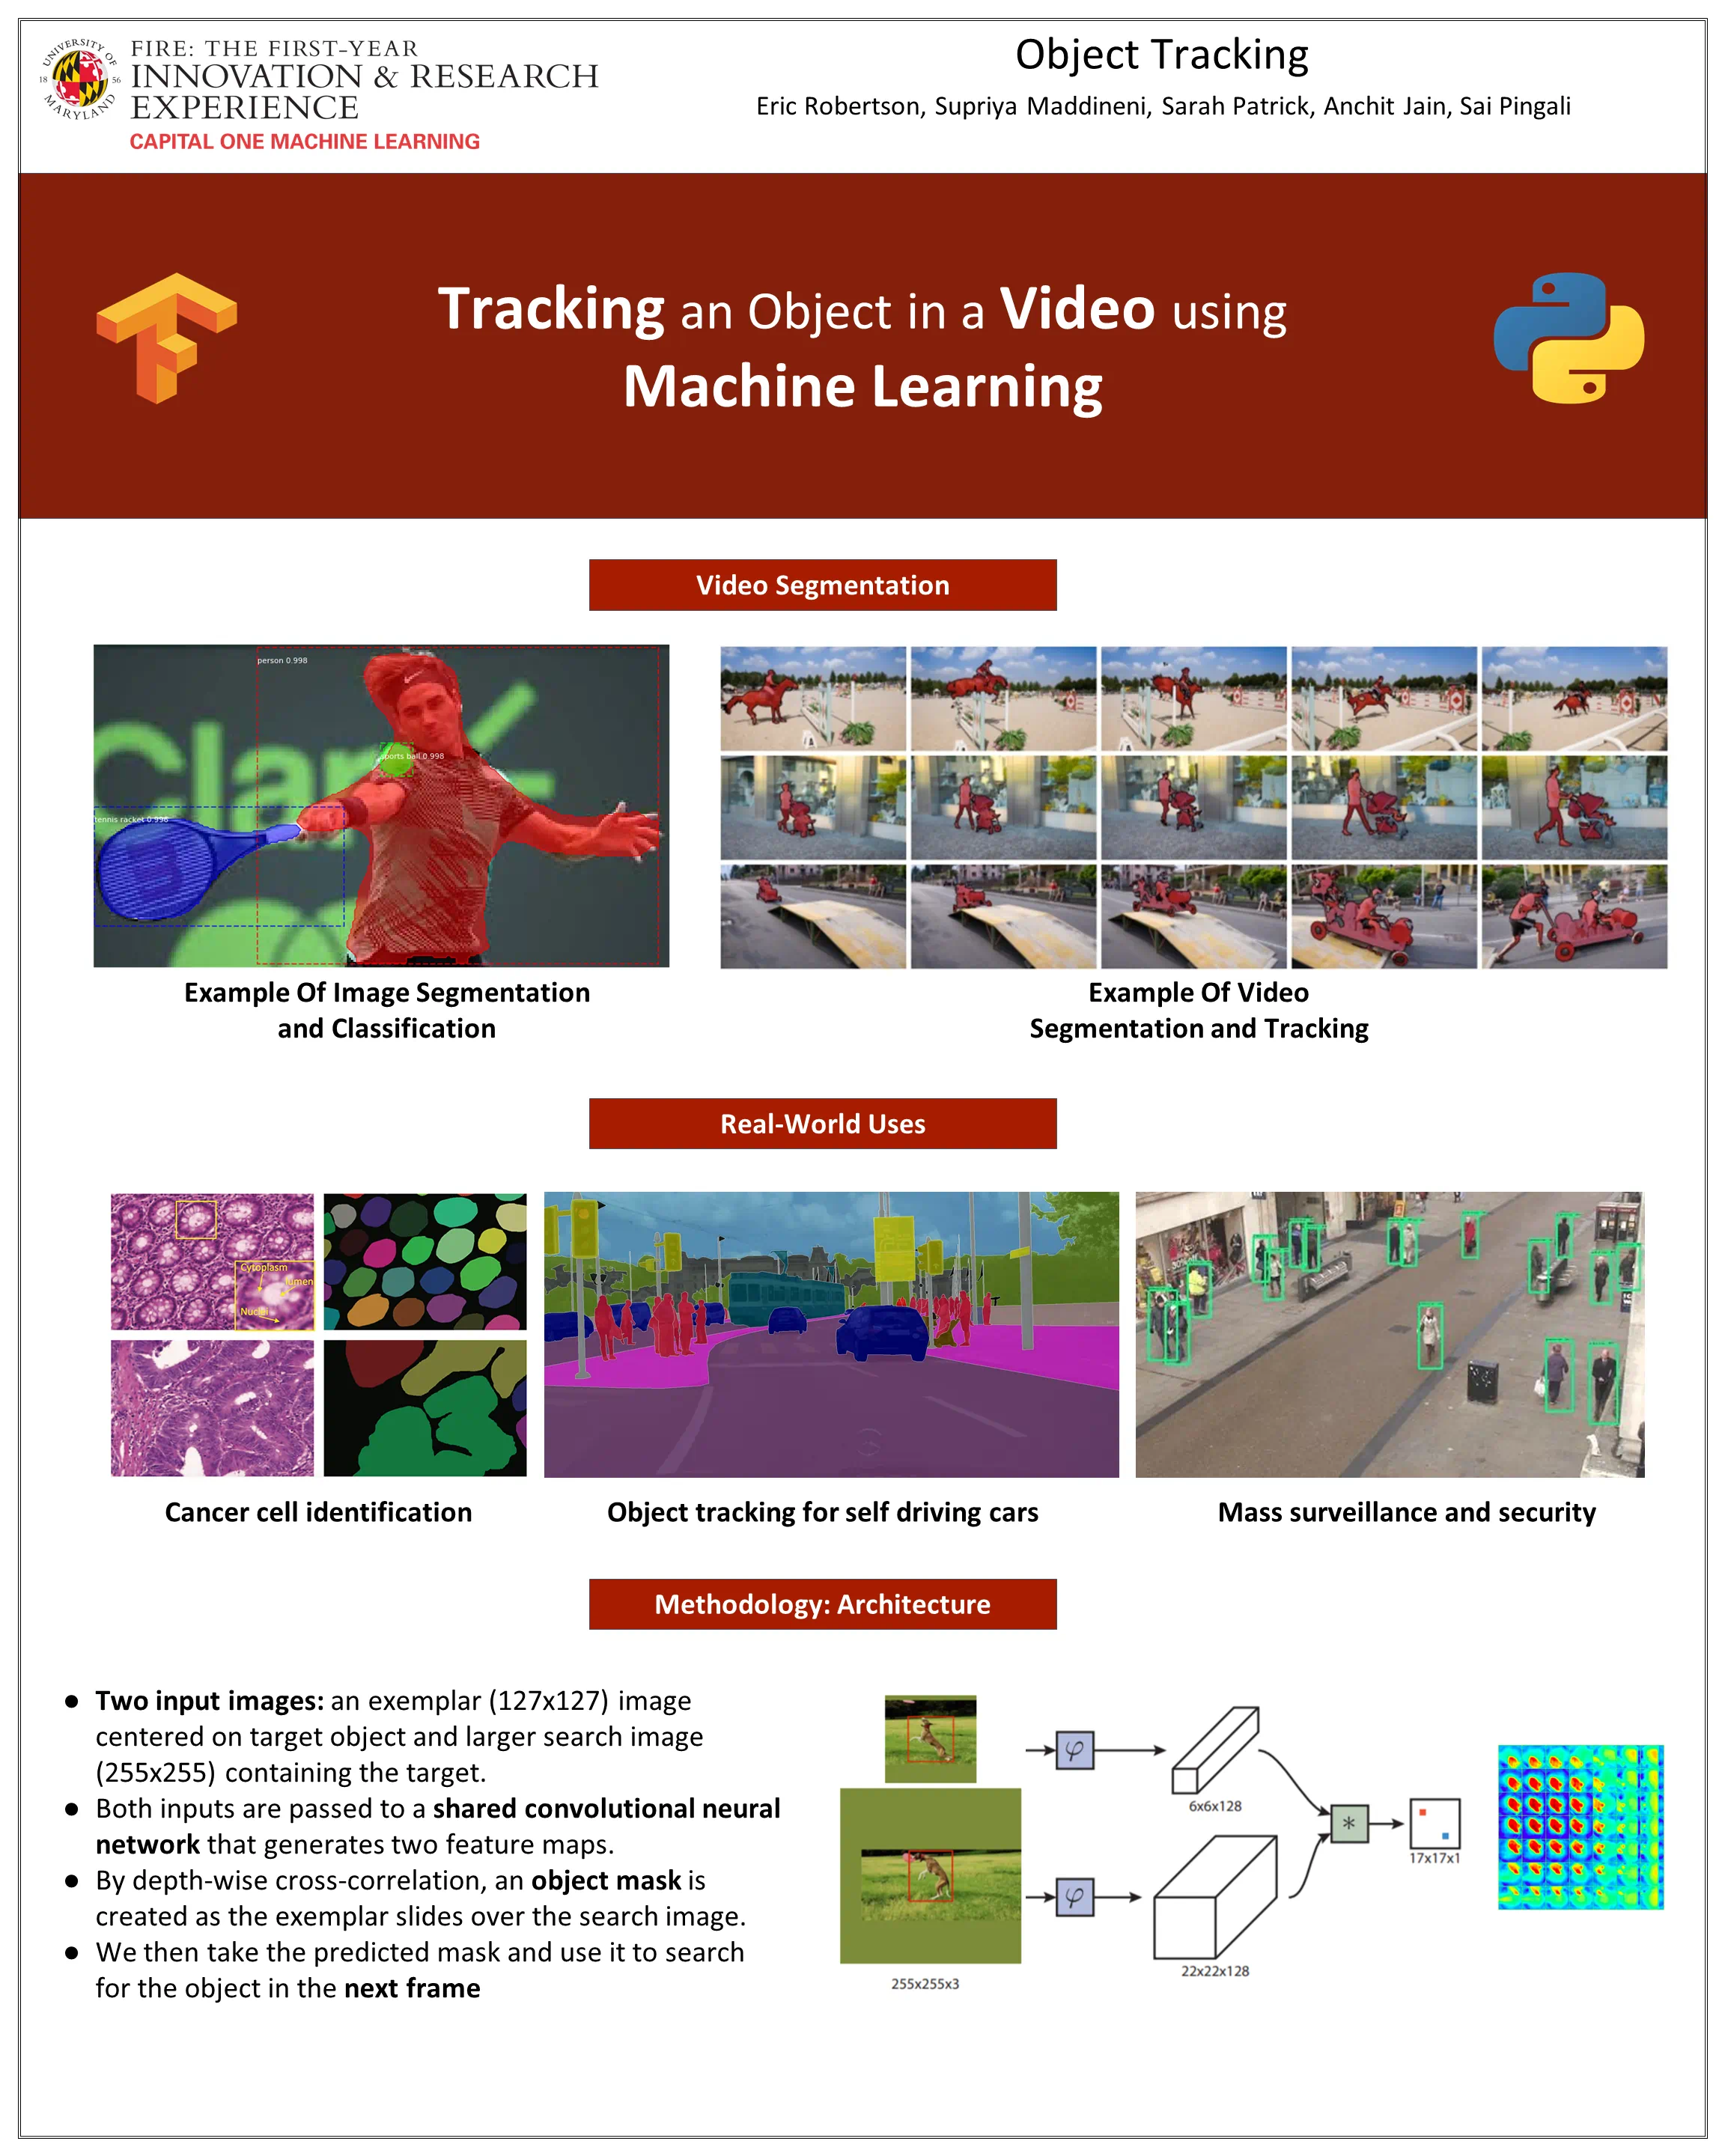 UNIVERSITY OF
18 56
MARYLAND
FIRE: THE FIRST-YEAR
INNOVATION & RESEARCH
EXPERIENCE
CAPITAL ONE MACHINE LEARNING
Object Tracking
Eric Robertson, Supriya Maddineni, Sarah Patrick, Anchit Jain, Sai Pingali
Tracking an Object in a Video using
Machine Learning
Video Segmentation
person 0.998
sports ball 0.998
tennis racket 0.998
Example Of Image Segmentation
and Classification
Example Of Video
Segmentation and Tracking
Real-World Uses
Cytoplasm
lumen
Nuclei
Cancer cell identification
Object tracking for self driving cars
Mass surveillance and security
Methodology: Architecture
● Two input images: an exemplar (127x127) image
centered on target object and larger search image
(255x255) containing the target.
● Both inputs are passed to a shared convolutional neural
network that generates two feature maps.
● By depth-wise cross-correlation, an object mask is
created as the exemplar slides over the search image.
● We then take the predicted mask and use it to search
for the object in the next frame
φ
6x6x128
*
17x17x1
φ
22x22x128
255x255x3